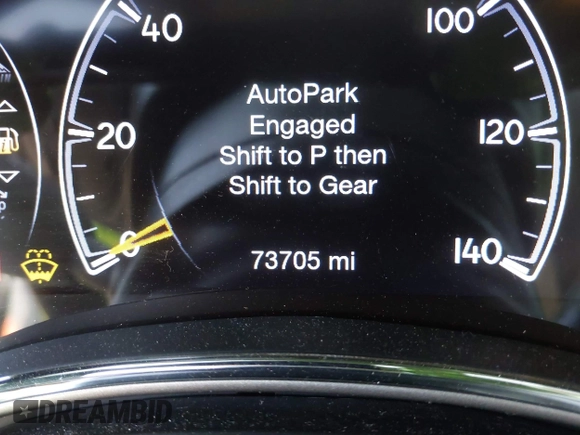 40
100
AutoPark
Engaged
20
120
Shift to P then
Shift to Gear
0
73705 mi
140
DREAMBID